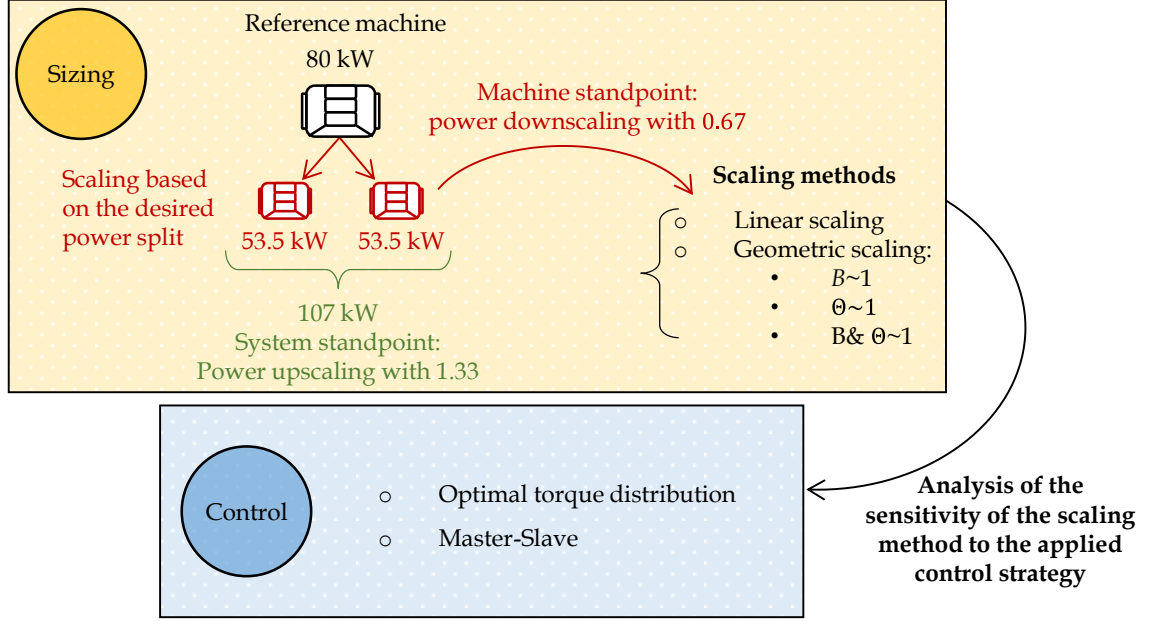 Sizing
Reference machine
80 kW
Machine standpoint:
power downscaling with 0.67
Scaling based
on the desired
power split
53.5 kW
53.5 kW
107 kW
System standpoint:
Power upscaling with 1.33
Scaling methods
○ Linear scaling
○ Geometric scaling:
• B~1
• Θ~1
• B& Θ~1
Control
○ Optimal torque distribution
○ Master-Slave
Analysis of the
sensitivity of the scaling
method to the applied
control strategy